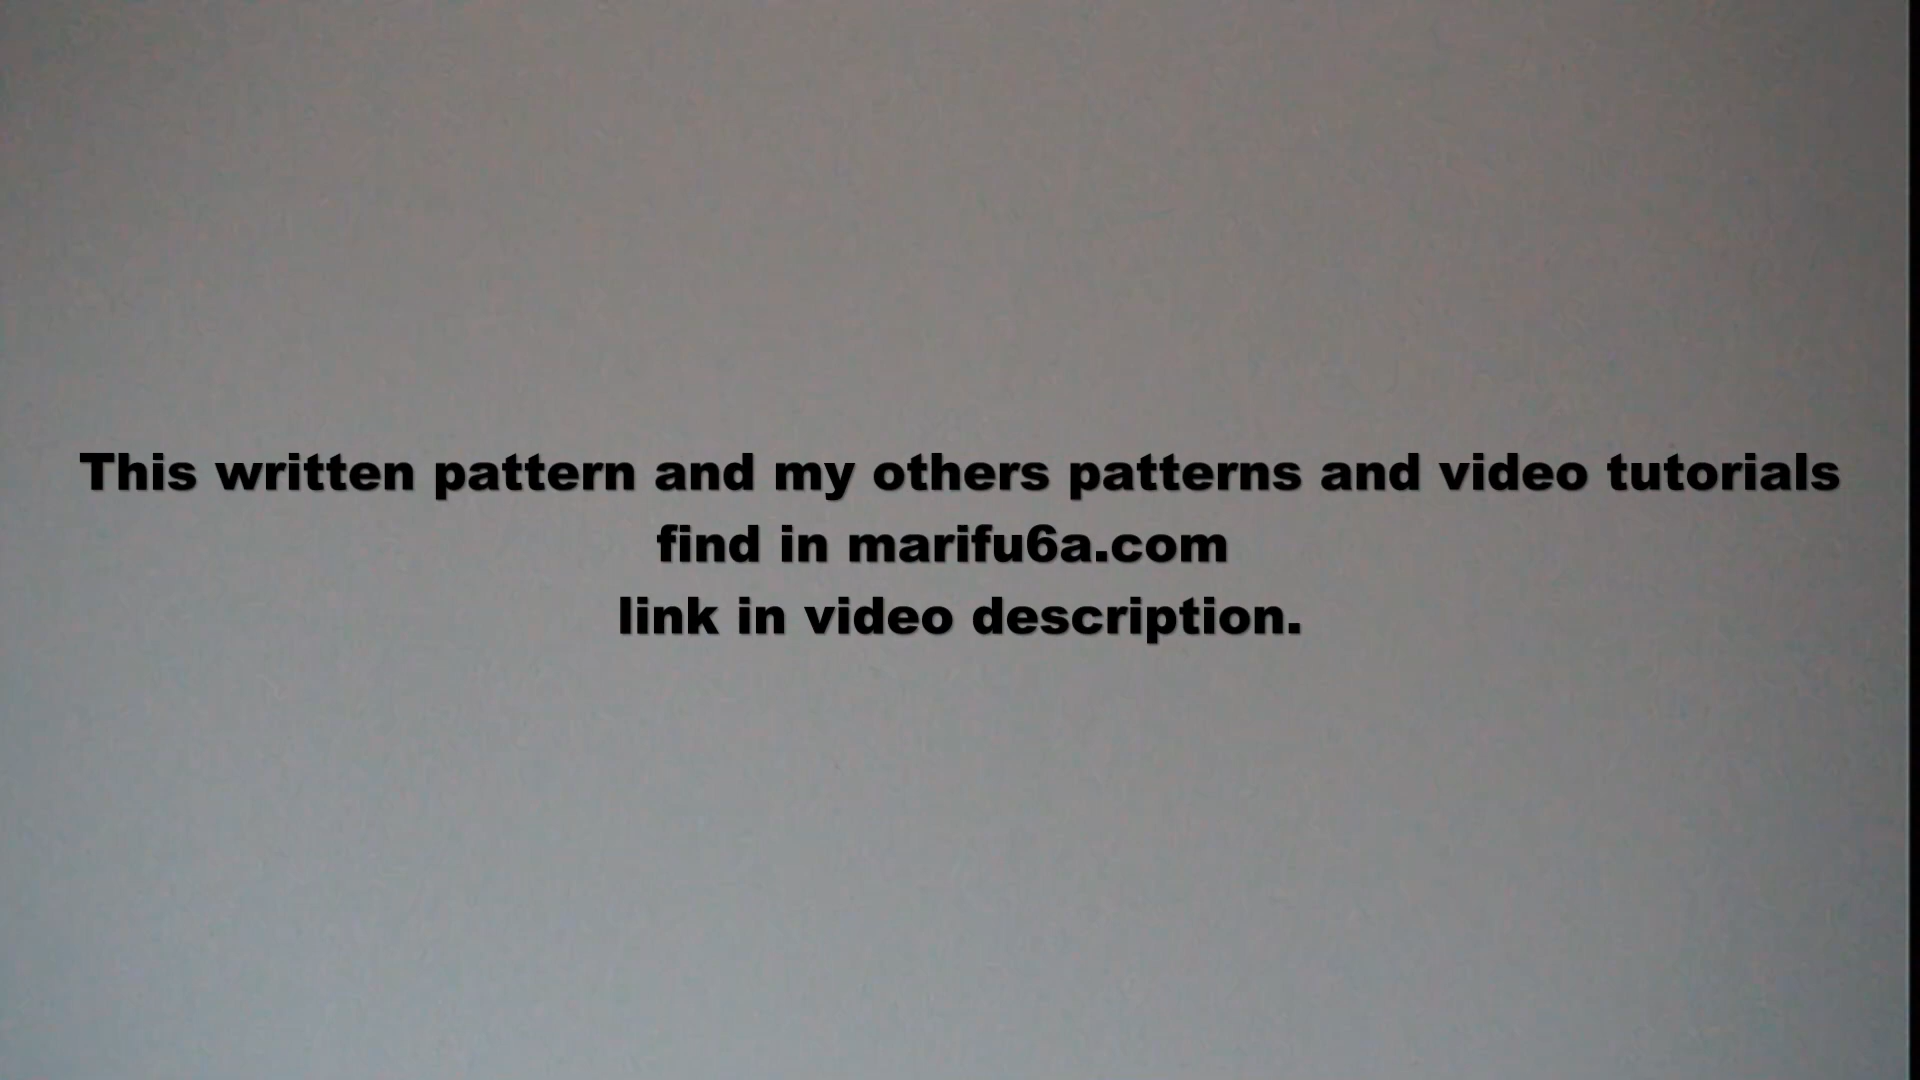 This written pattern and my others patterns and video tutorials
find in marifu6a.com
link in video description.